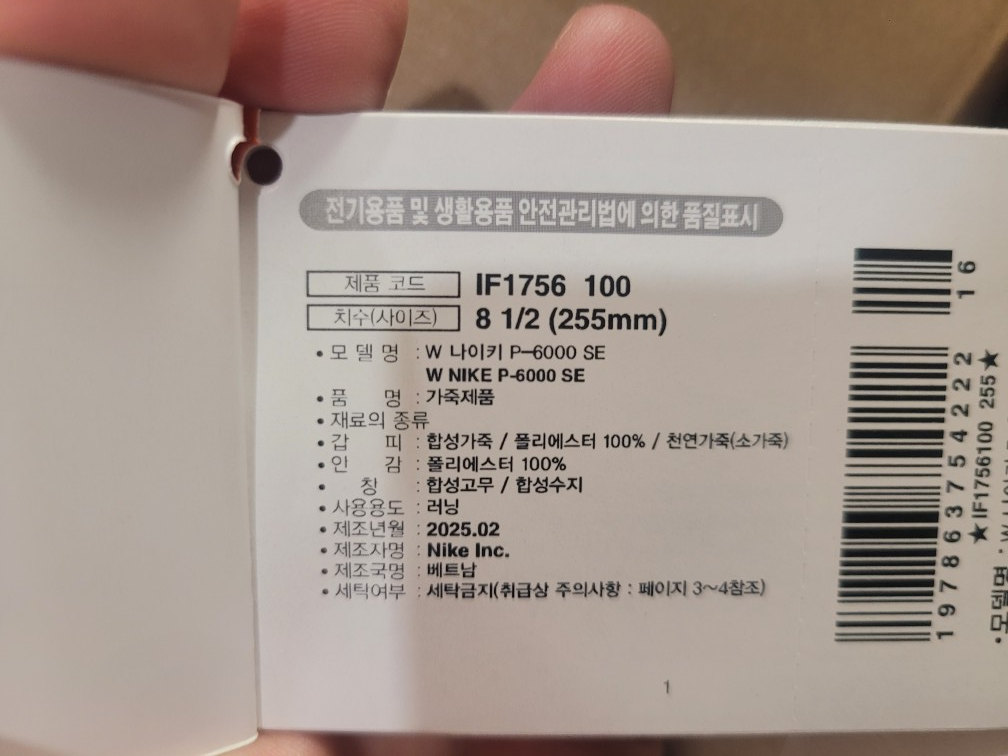 전기용품 및 생활용품 안전관리법에 의한 품질표시
제품 코드 IF1756 100
치수(사이즈) 8 1/2 (255mm)
• 모 델 명 : W 나이키 P-6000 SE
W NIKE P-6000 SE
• 품 명 : 가죽제품
• 재료의 종류
• 갑 피 : 합성가죽 / 폴리에스터 100% / 천연가죽(소가죽)
• 안 감 : 폴리에스터 100%
• 창 : 합성고무 / 합성수지
• 사용용도 : 러닝
• 제조년월 : 2025.02
• 제조자명 : Nike Inc.
• 제조국명 : 베트남
• 세탁여부 : 세탁금지(취급상 주의사항 : 페이지 3~4참조)
1
197863754222 16
★IF1756100 255★
•모델명 : W